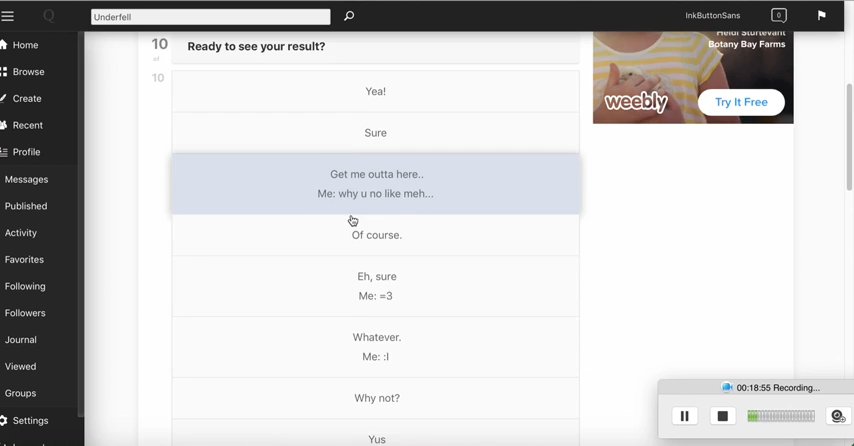 Q
Underfell
InkButtonSans
0
Home
Browse
Create
Recent
Profile
Messages
Published
Activity
Favorites
Following
Followers
Journal
Viewed
Groups
Settings
10
of
10
Ready to see your result?
Yea!
Sure
Get me outta here..
Me: why u no like meh...
Of course.
Eh, sure
Me: =3
Whatever.
Me: :I
Why not?
Yus
Heidi Sturtevant
Botany Bay Farms
weebly
Try It Free
00:18:55 Recording...